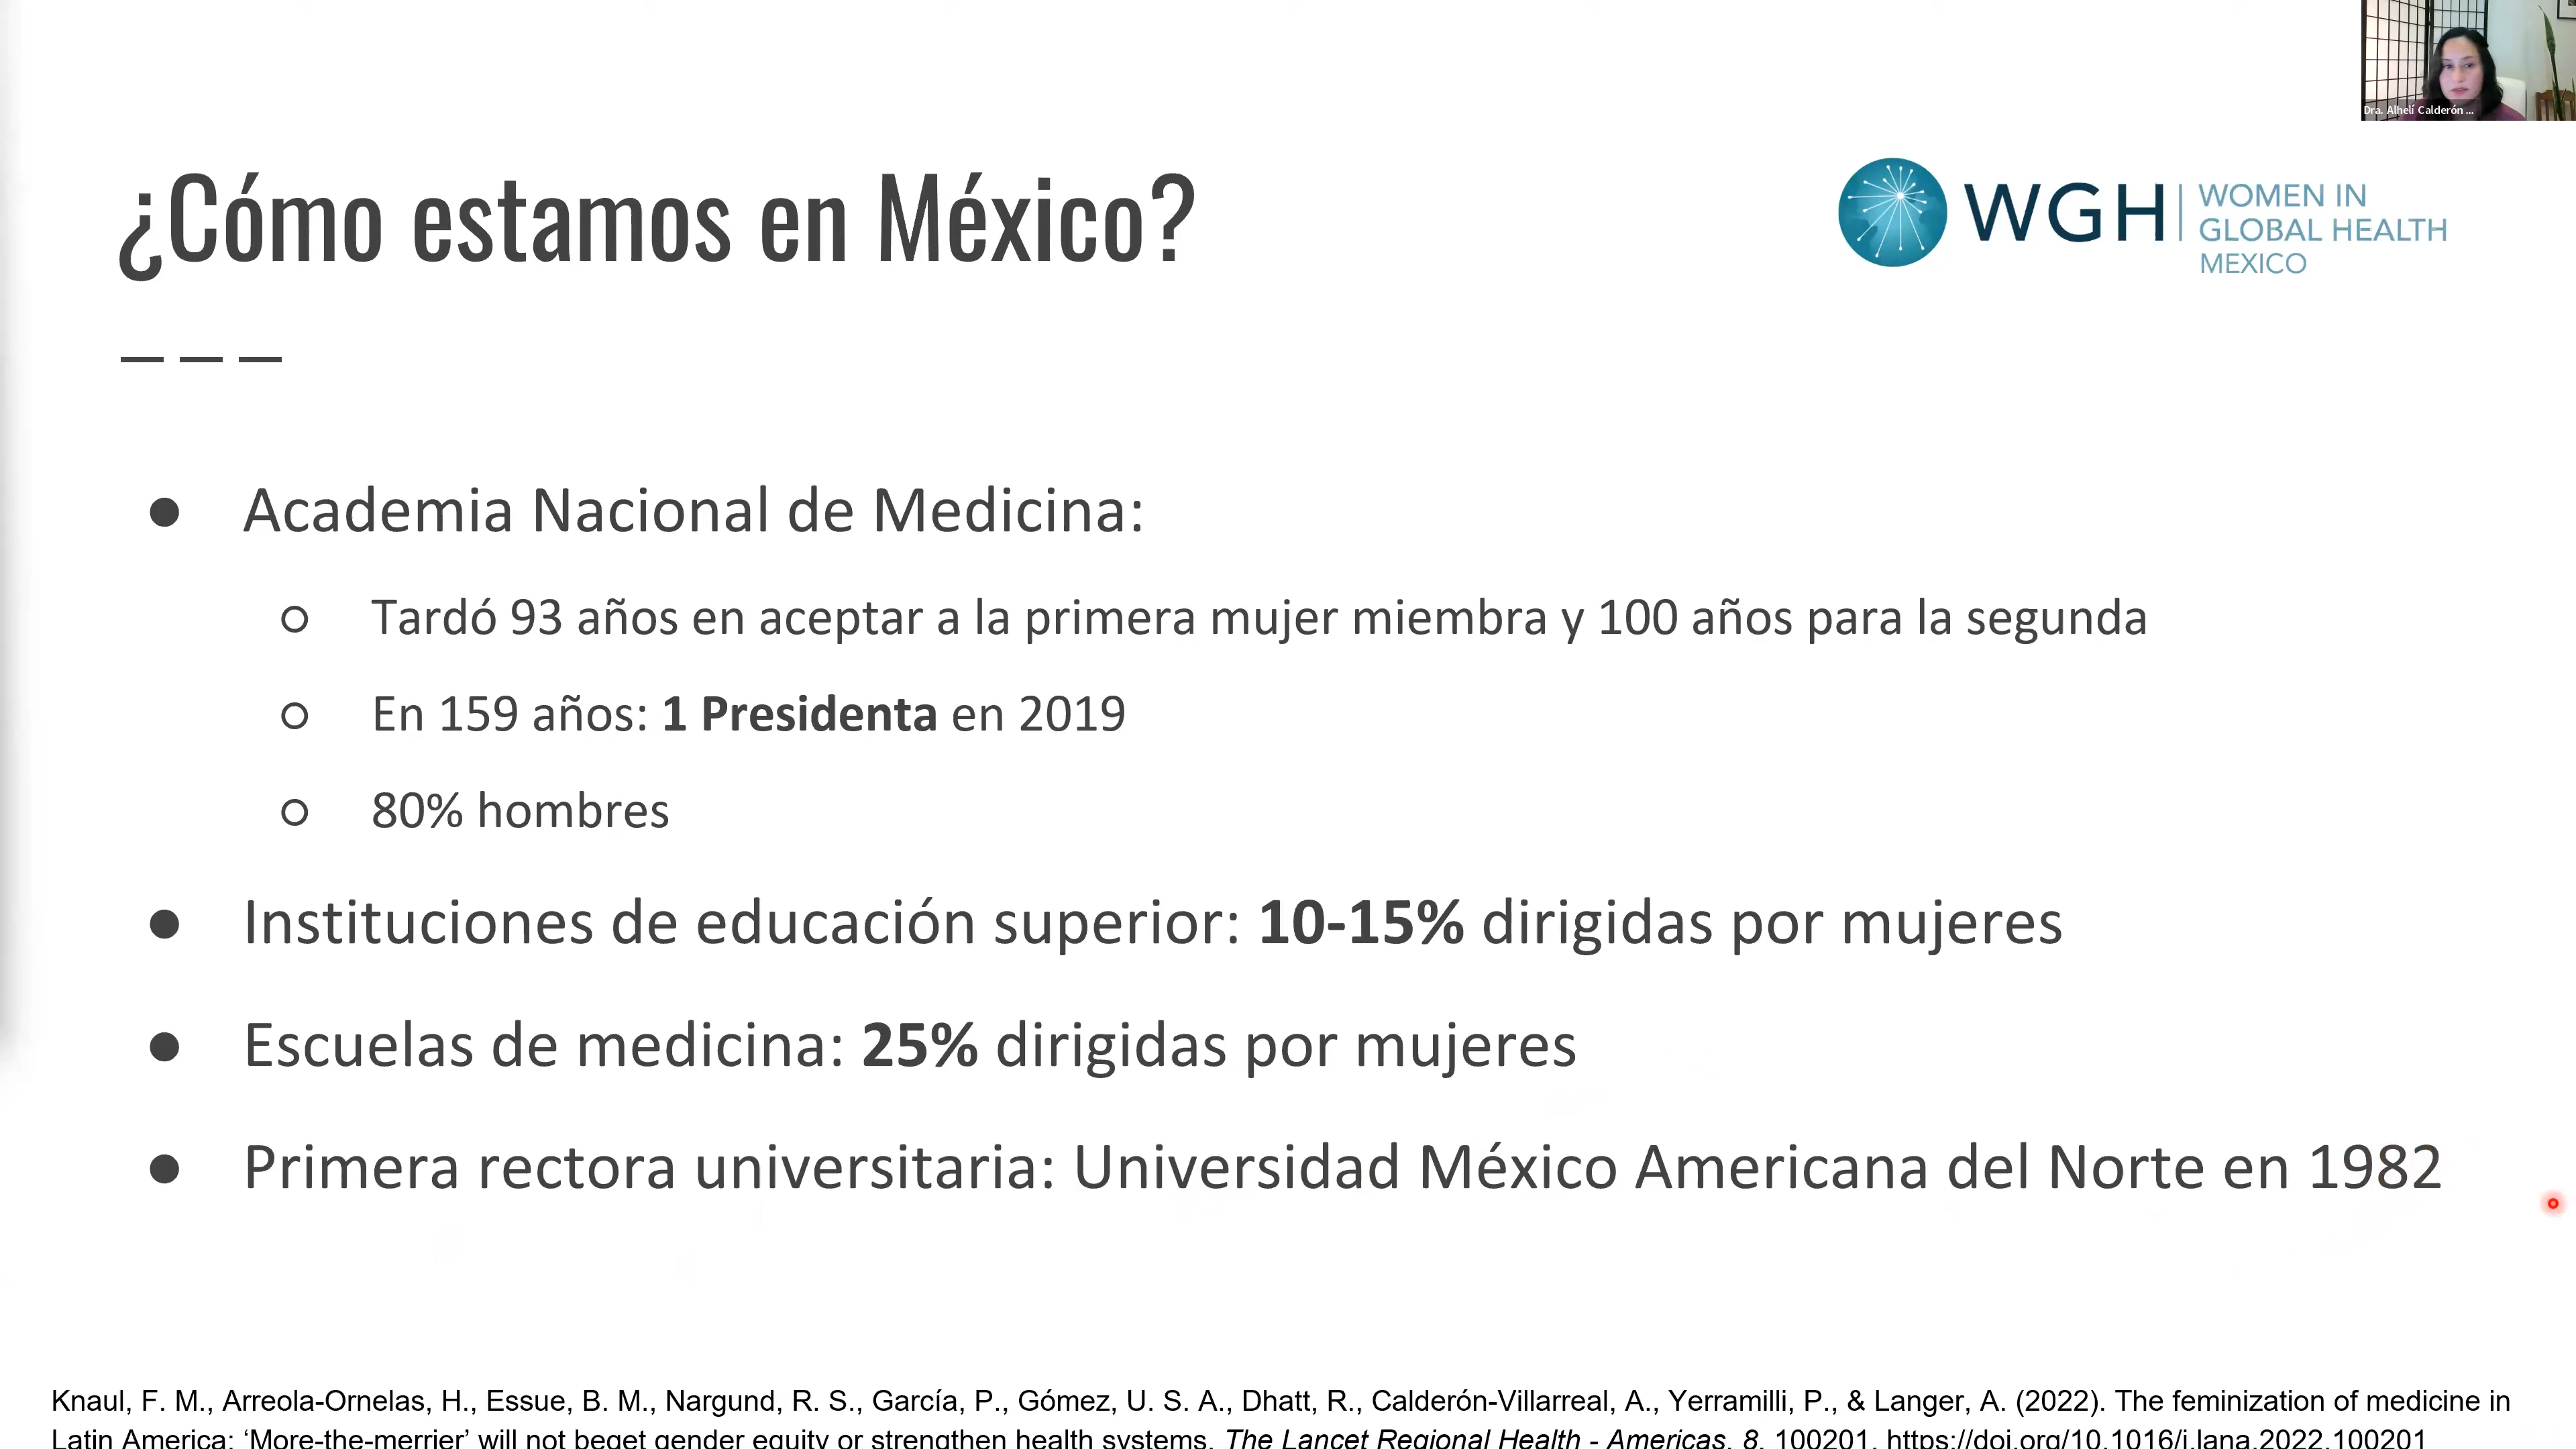 Dra. Alhelí Calderón ...
¿Cómo estamos en México?
WGH
WOMEN IN
GLOBAL HEALTH
MEXICO
● Academia Nacional de Medicina:
○ Tardó 93 años en aceptar a la primera mujer miembra y 100 años para la segunda
○ En 159 años: 1 Presidenta en 2019
○ 80% hombres
● Instituciones de educación superior: 10-15% dirigidas por mujeres
● Escuelas de medicina: 25% dirigidas por mujeres
● Primera rectora universitaria: Universidad México Americana del Norte en 1982
Knaul, F. M., Arreola-Ornelas, H., Essue, B. M., Nargund, R. S., García, P., Gómez, U. S. A., Dhatt, R., Calderón-Villarreal, A., Yerramilli, P., & Langer, A. (2022). The feminization of medicine in
Latin America: ‘More-the-merrier’ will not beget gender equity or strengthen health systems. The Lancet Regional Health - Americas, 8, 100201. https://doi.org/10.1016/j.lana.2022.100201